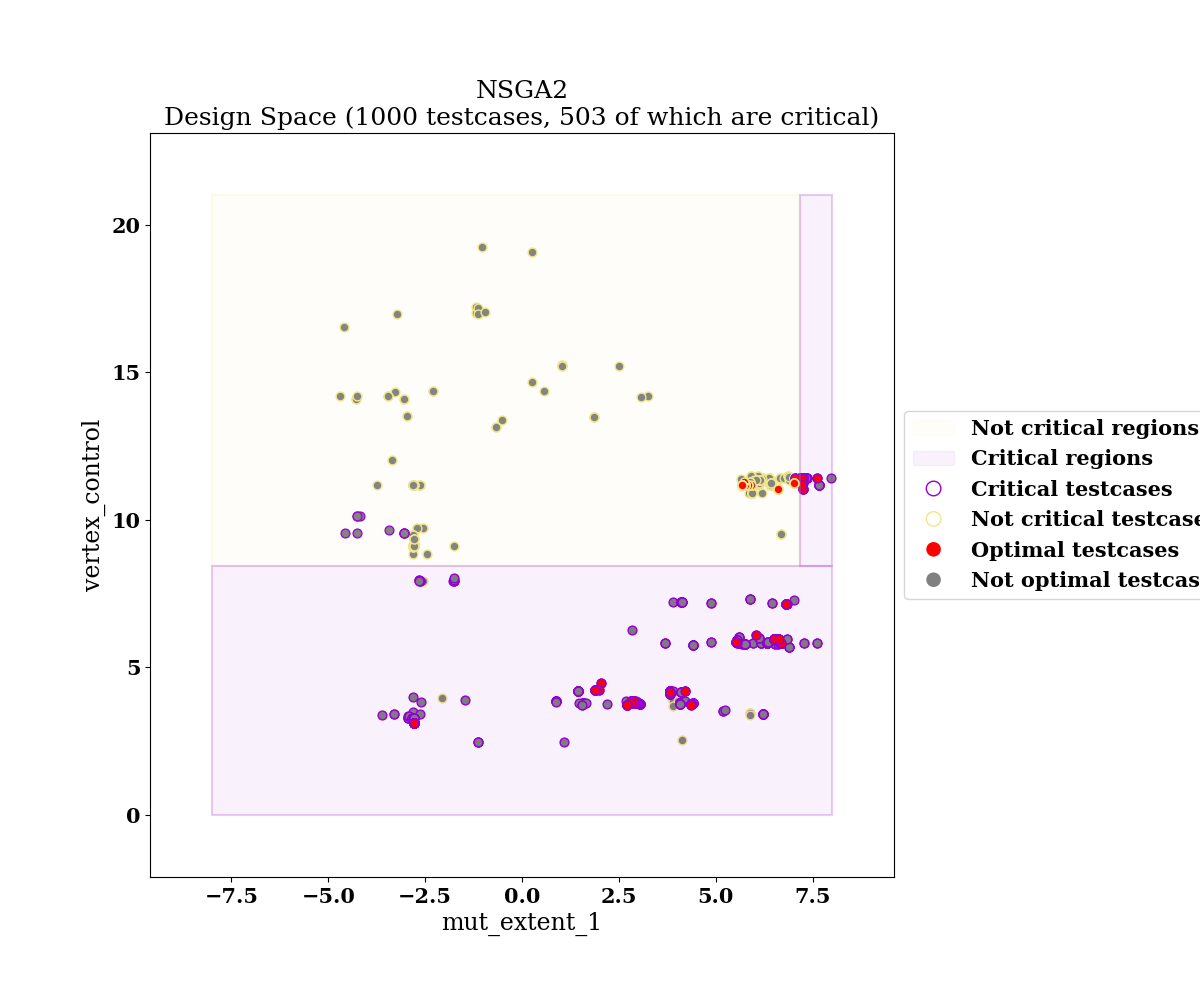 NSGA2
Design Space (1000 testcases, 503 of which are critical)
20
15
10
5
0
vertex_control
−7.5 −5.0 −2.5 0.0 2.5 5.0 7.5
mut_extent_1
Not critical regions
Critical regions
Critical testcases
Not critical testcase
Optimal testcases
Not optimal testcas